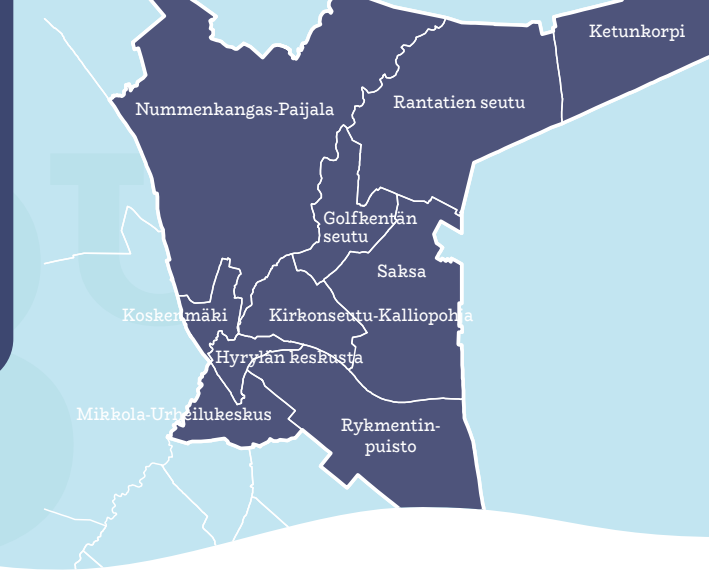 Ketunkorpi
Rantatien seutu
Nummenkangas-Paijala
Golfkentän
seutu
Saksa
Koskenmäki
Kirkonseutu-Kalliopohja
Hyrylän keskusta
Mikkola-Urheilukeskus
Rykmentin-
puisto